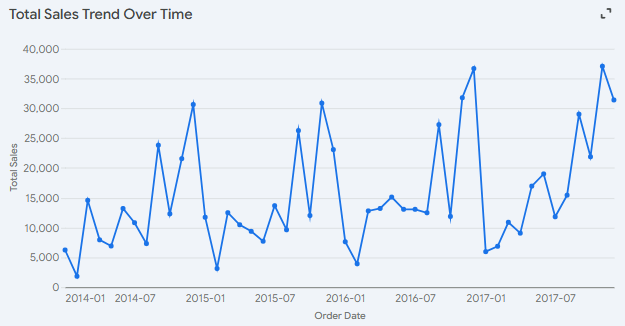 Total Sales Trend Over Time
40,000
35,000
30,000
25,000
20,000
15,000
10,000
5,000
0
Total Sales
2014-01 2014-07 2015-01 2015-07 2016-01 2016-07 2017-01 2017-07
Order Date